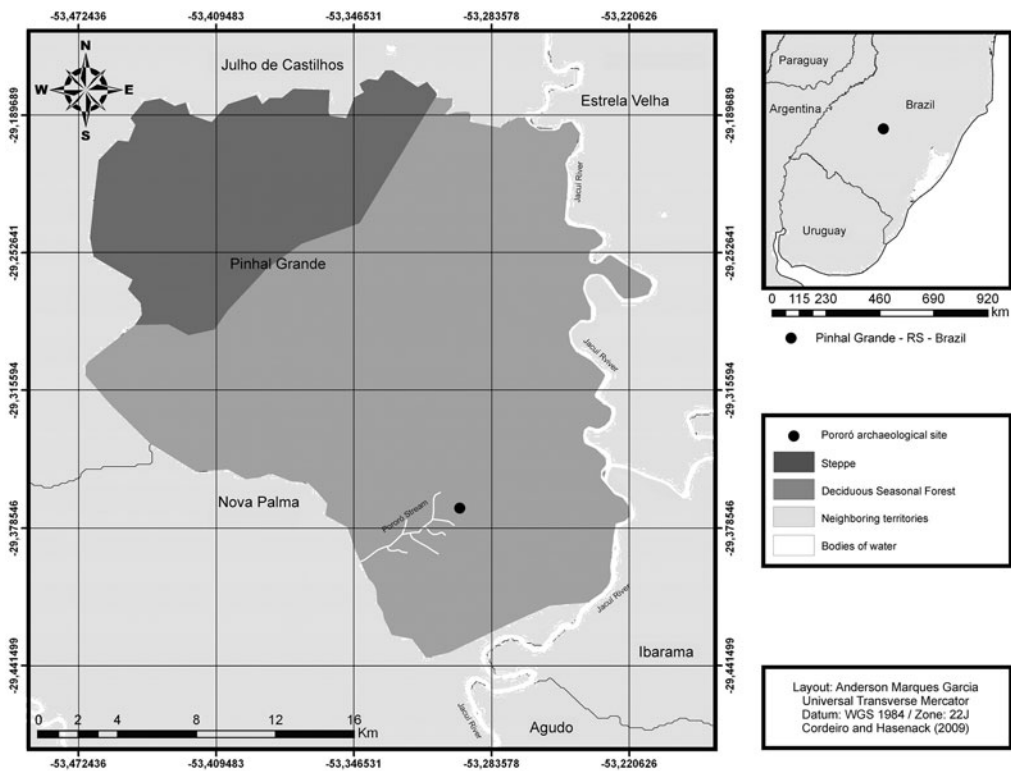 -53,472436 -53,409483 -53,346531 -53,283578 -53,220626
N
W E
S
Julho de Castilhos
Estrela Velha
Jacuí River
Pinhal Grande
Jacuí Ryiver
Nova Palma
Pororó Stream
Jacuí River
Ibarama
Jacuí River
Agudo
0 2 4 8 12 16
Km
-29,189689
-29,252641
-29,315594
-29,378546
-29,441499
-29,189689
-29,252641
-29,315594
-29,378546
-29,441499
-53,472436 -53,409483 -53,346531 -53,283578 -53,220626
Paraguay
Argentina
Brazil
Uruguay
0 115 230 460 690 920
km
Pinhal Grande - RS - Brazil
Pororó archaeological site
Steppe
Deciduous Seasonal Forest
Neighboring territories
Bodies of water
Layout: Anderson Marques Garcia
Universal Transverse Mercator
Datum: WGS 1984 / Zone: 22J
Cordeiro and Hasenack (2009)